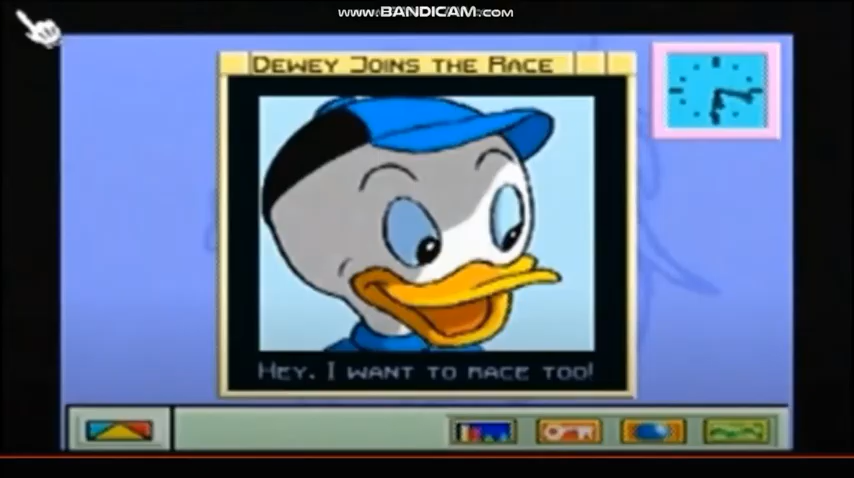 www.BANDICAM.com
Dewey Joins the Race
Hey. I want to race too!